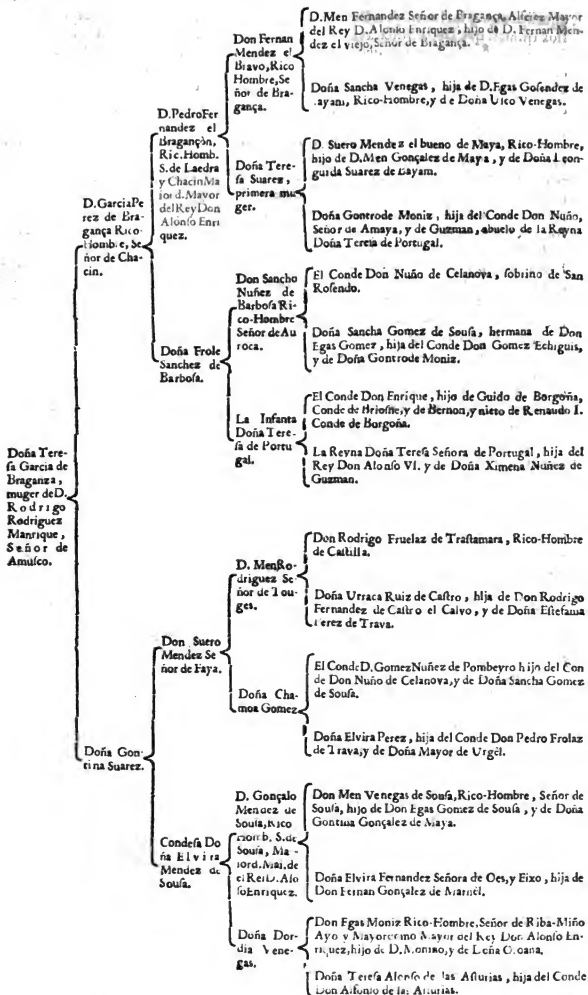 Doña Tere-
sa Garcia de
Braganza,
muger de D.
Rodrigo
Rodriguez
Manrique,
Señor de
Amusco.
D. Garcia Pe
rez de Bra-
gança Rico-
Hombre, Se
ñor de Cha-
cin.
D. Pedro Fer
nandez el
Bragançon,
Ric. Homb.
S. de Laedra
y Chacin Ma
iord. Mayor
del Rey Don
Alonso Enri
quez.
Don Fernan
Mendez el
Bravo, Rico
Hombre, Se
ñor de Bra-
gança.
D. Men Fernandez Señor de Bragança, Alferez Mayor
del Rey D. Alonso Enriquez, hijo de D. Fernan Men-
dez el viejo, Señor de Bragança.
Doña Sancha Venegas, hija de D. Egas Gosendez de
Bayam, Rico-Hombre, y de Doña Venegas.
Doña Tere-
sa Suarez,
primera mu-
ger.
D. Suero Mendez el bueno de Maya, Rico-Hombre,
hijo de D. Men Gonçalez de Maya, y de Doña Leon-
guida Suarez de Bayam.
Doña Gontrode Moniz, hija del Conde Don Nuño,
Señor de Amaya, y de Guzman, abuelo de la Reyna
Doña Teresa de Portugal.
Doña Frole
Sanchez de
Barbosa.
Don Sancho
Nuñez de
Barbosa Ri-
co-Hombre
Señor de Au
roca.
El Conde Don Nuño de Celanova, sobrino de San
Rosendo.
Doña Sancha Gomez de Sousa, hermana de Don
Egas Gomez, hija del Conde Don Gomez Echiguis,
y de Doña Gontrode Moniz.
La Infanta
Doña Tere-
sa de Portu
gal.
El Conde Don Enrique, hijo de Guido de Borgoña,
Conde de Briosne, y de Bernon, y nieto de Renaudo I.
Conde de Borgoña.
La Reyna Doña Teresa Señora de Portugal, hija del
Rey Don Alonso VI. y de Doña Ximena Nuñez de
Guzman.
Doña Gon-
tina Suarez.
Don Suero
Mendez Se
ñor de Faya.
D. Men Ro-
driguez Se
ñor de Touges.
Don Rodrigo Fruelaz de Trastamara, Rico-Hombre
de Castilla.
Doña Urraca Ruiz de Castro, hija de Don Rodrigo
Fernandez de Castro el Calvo, y de Doña Estefania
Perez de Trava.
Doña Cha-
moa Gomez
El Conde D. Gomez Nuñez de Pombeyro hijo del Con
de Don Nuño de Celanova, y de Doña Sancha Gomez
de Sousa.
Doña Elvira Perez, hija del Conde Don Pedro Frolaz
de Trava, y de Doña Mayor de Urgèl.
Condesa Do
ña Elvira
Mendez de
Sousa.
D. Gonçalo
Mendez de
Sousa, Rico
Homb. S. de
Sousa, Ma-
iord. Mai. de
el Rei D. Alo
so Enriquez.
Don Men Venegas de Sousa, Rico-Hombre, Señor de
Sousa, hijo de Don Egas Gomez de Sousa, y de Doña
Gontina Gonçalez de Maya.
Doña Elvira Fernandez Señora de Oes, y Eixo, hija de
Don Fernan Gonçalez de Marnèl.
Doña Dor-
dia Vene-
gas.
Don Egas Moniz Rico-Hombre, Señor de Riba-Miño
Ayo y Mayordomo Mayor del Rey Don Alonso En-
riquez, hijo de D. Monino, y de Doña Oroana.
Doña Teresa Alonso de las Asturias, hija del Conde
Don Alfonso de las Asturias.